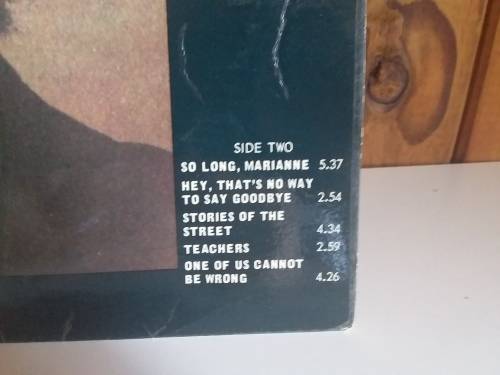 SIDE TWO
SO LONG, MARIANNE 5.37
HEY, THAT'S NO WAY
TO SAY GOODBYE 2.54
STORIES OF THE
STREET 4.34
TEACHERS 2.59
ONE OF US CANNOT
BE WRONG 4.26